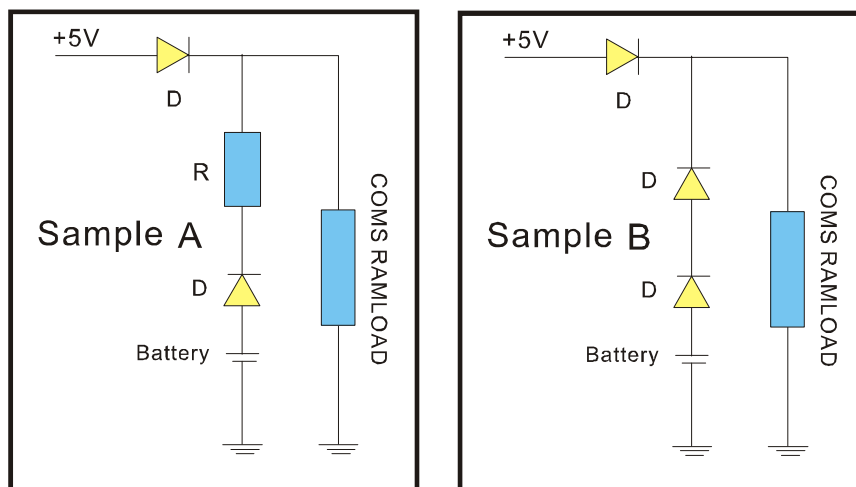 +5V
D
R
Sample A
D
Battery
COMS RAMLOAD
+5V
D
D
Sample B
D
Battery
COMS RAMLOAD